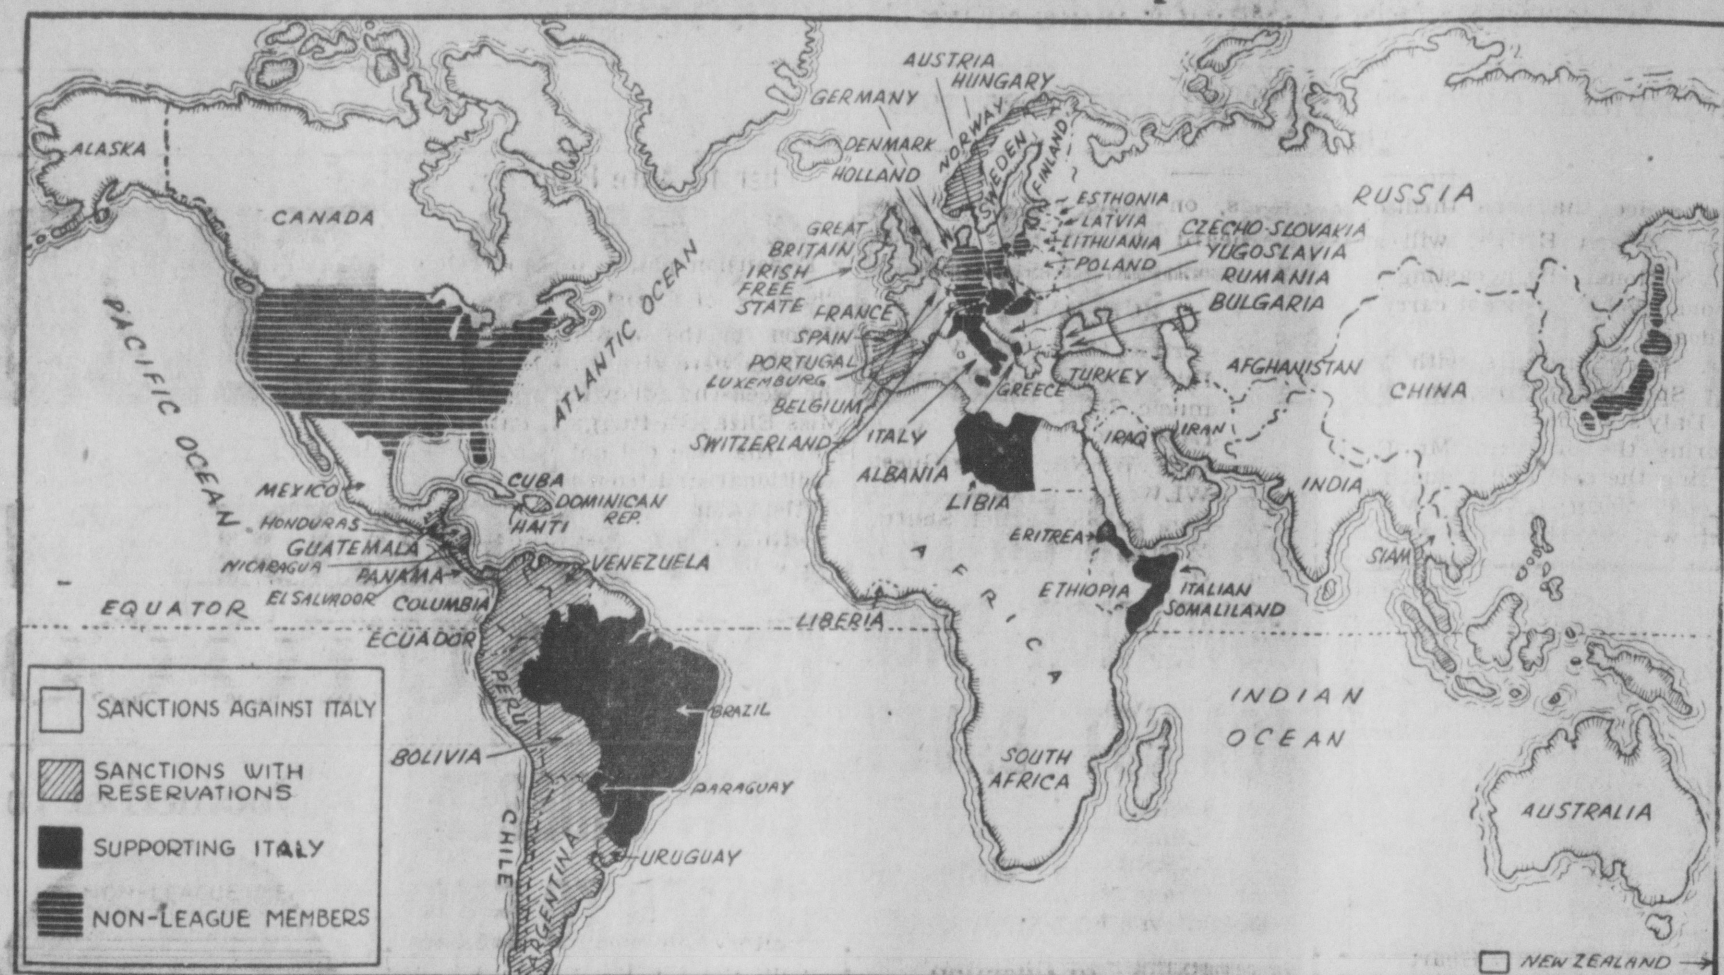 AUSTRIA
HUNGARY
GERMANY
DENMARK
HOLLAND
NORWAY
SWEDEN
FINLAND
ALASKA
CANADA
RUSSIA
ESTHONIA
LATVIA
LITHUANIA
POLAND
CZECHO-SLOVAKIA
YUGOSLAVIA
RUMANIA
BULGARIA
GREAT
BRITAIN
IRISH
FREE
STATE
FRANCE
SPAIN
PORTUGAL
LUXEMBURG
BELGIUM
SWITZERLAND
ITALY
ALBANIA
GREECE
TURKEY
AFGHANISTAN
CHINA
IRAQ
IRAN
INDIA
SIAM
PACIFIC OCEAN
ATLANTIC OCEAN
MEXICO
CUBA
DOMINICAN
REP.
HAITI
HONDURAS
GUATEMALA
NICARAGUA
PANAMA
EL SALVADOR
COLUMBIA
VENEZUELA
EQUATOR
ECUADOR
PERU
BRAZIL
BOLIVIA
PARAGUAY
CHILE
ARGENTINA
URUGUAY
LIBIA
ERITREA
ETHIOPIA
ITALIAN
SOMALILAND
LIBERIA
AFRICA
SOUTH
AFRICA
INDIAN
OCEAN
AUSTRALIA
NEW ZEALAND
SANCTIONS AGAINST ITALY
SANCTIONS WITH
RESERVATIONS
SUPPORTING ITALY
NON-LEAGUE MEMBERS